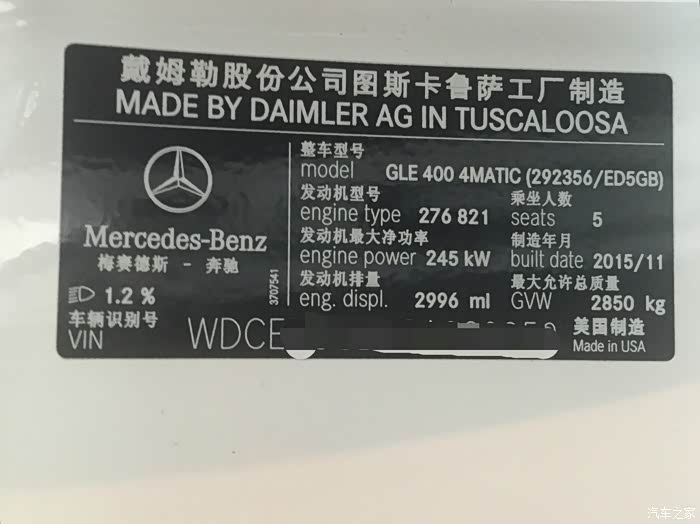 戴姆勒股份公司图斯卡鲁萨工厂制造
MADE BY DAIMLER AG IN TUSCALOOSA
Mercedes-Benz
梅赛德斯 - 奔驰
1.2 %
3707541
整车型号
model GLE 400 4MATIC (292356/ED5GB)
发动机型号 乘坐人数
engine type 276 821 seats 5
发动机最大净功率 制造年月
engine power 245 kW built date 2015/11
发动机排量 最大允许总质量
eng. displ. 2996 ml GVW 2850 kg
车辆识别号 美国制造
VIN WDCE Made in USA
汽车之家